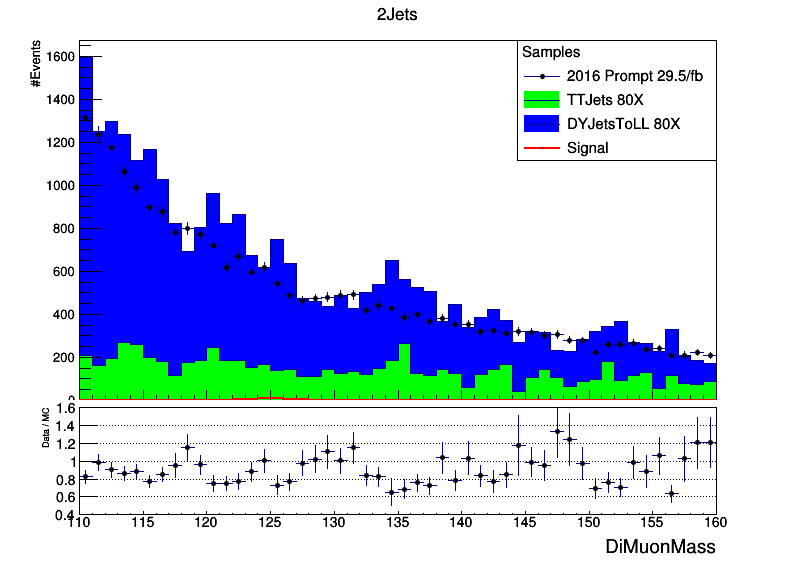 2Jets
#Events
1600
1400
1200
1000
800
600
400
200
0
Samples
2016 Prompt 29.5/fb
TTJets 80X
DYJetsToLL 80X
Signal
Data / MC
1.6
1.4
1.2
1
0.8
0.6
0.4
110 115 120 125 130 135 140 145 150 155 160
DiMuonMass